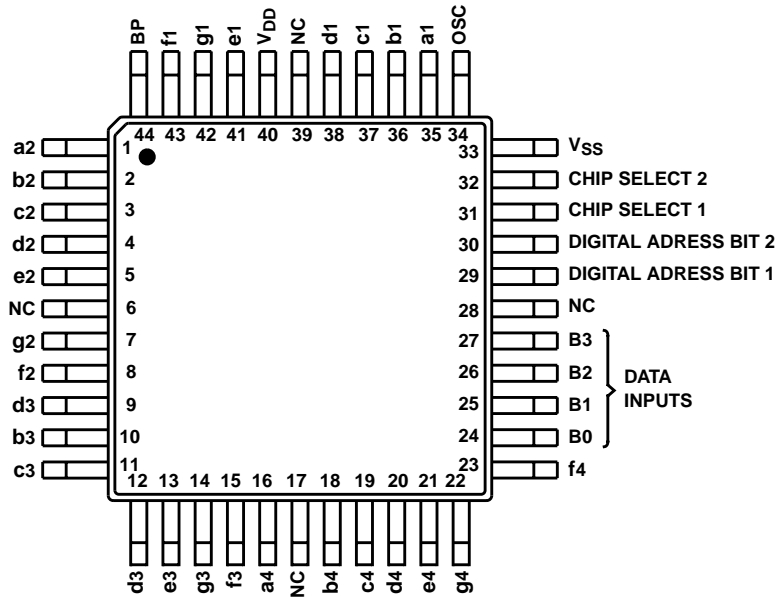 BP f1 g1 e1 VDD NC d1 c1 b1 a1 OSC
44 43 42 41 40 39 38 37 36 35 34
a2 1 33 VSS
b2 2 32 CHIP SELECT 2
c2 3 31 CHIP SELECT 1
d2 4 30 DIGITAL ADRESS BIT 2
e2 5 29 DIGITAL ADRESS BIT 1
NC 6 28 NC
g2 7 27 B3
f2 8 26 B2
d3 9 25 B1
b3 10 24 B0
DATA
INPUTS
c3 11 23 f4
12 13 14 15 16 17 18 19 20 21 22
d3 e3 g3 f3 a4 NC b4 c4 d4 e4 g4